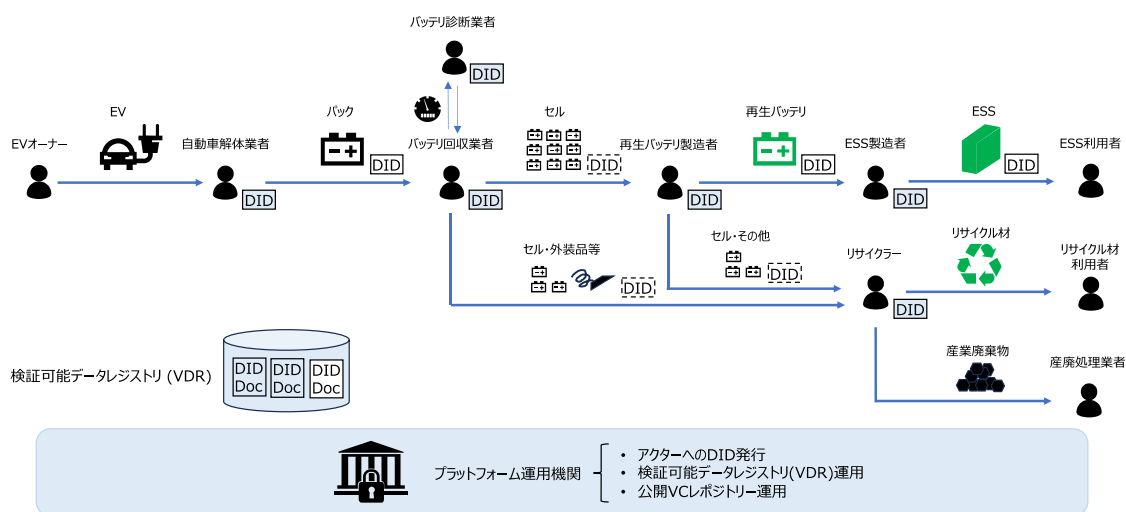 バッテリ診断業者
DID
EV
パック
セル
再生バッテリ
ESS
EVオーナー
自動車解体業者
バッテリ回収業者
再生バッテリ製造者
ESS製造者
ESS利用者
DID
DID
DID
DID
DID
DID
DID
DID
DID
セル・外装品等
DID
セル・その他
DID
リサイクラー
DID
リサイクル材
リサイクル材
利用者
産業廃棄物
産廃処理業者
検証可能データレジストリ (VDR)
DID
Doc
DID
Doc
DID
Doc
プラットフォーム運用機関
• アクターへのDID発行
• 検証可能データレジストリ(VDR)運用
• 公開VCレポジトリー運用